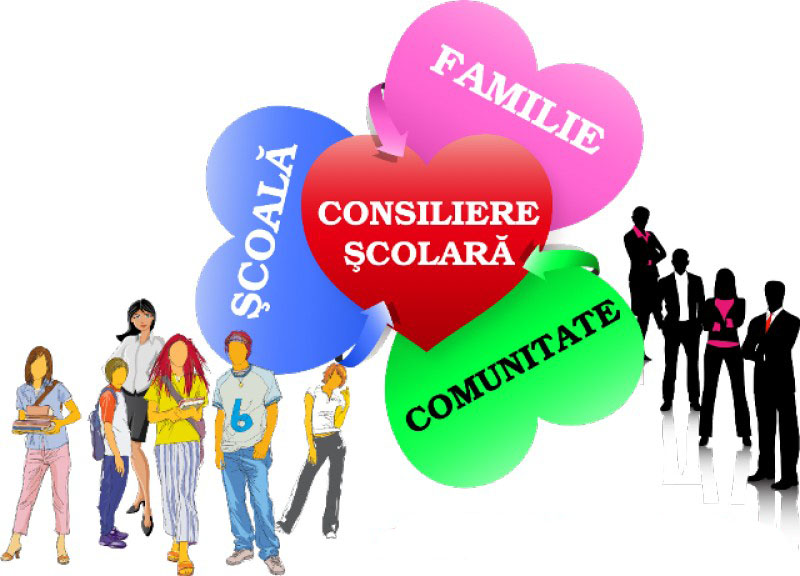 FAMILIE
ŞCOALĂ
CONSILIERE
ŞCOLARĂ
COMUNITATE
6